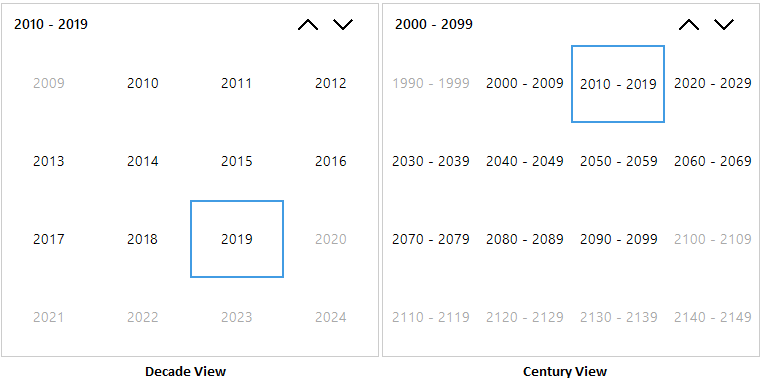 2010 - 2019
2009 2010 2011 2012
2013 2014 2015 2016
2017 2018 2019 2020
2021 2022 2023 2024
Decade View
2000 - 2099
1990 - 1999 2000 - 2009 2010 - 2019 2020 - 2029
2030 - 2039 2040 - 2049 2050 - 2059 2060 - 2069
2070 - 2079 2080 - 2089 2090 - 2099 2100 - 2109
2110 - 2119 2120 - 2129 2130 - 2139 2140 - 2149
Century View